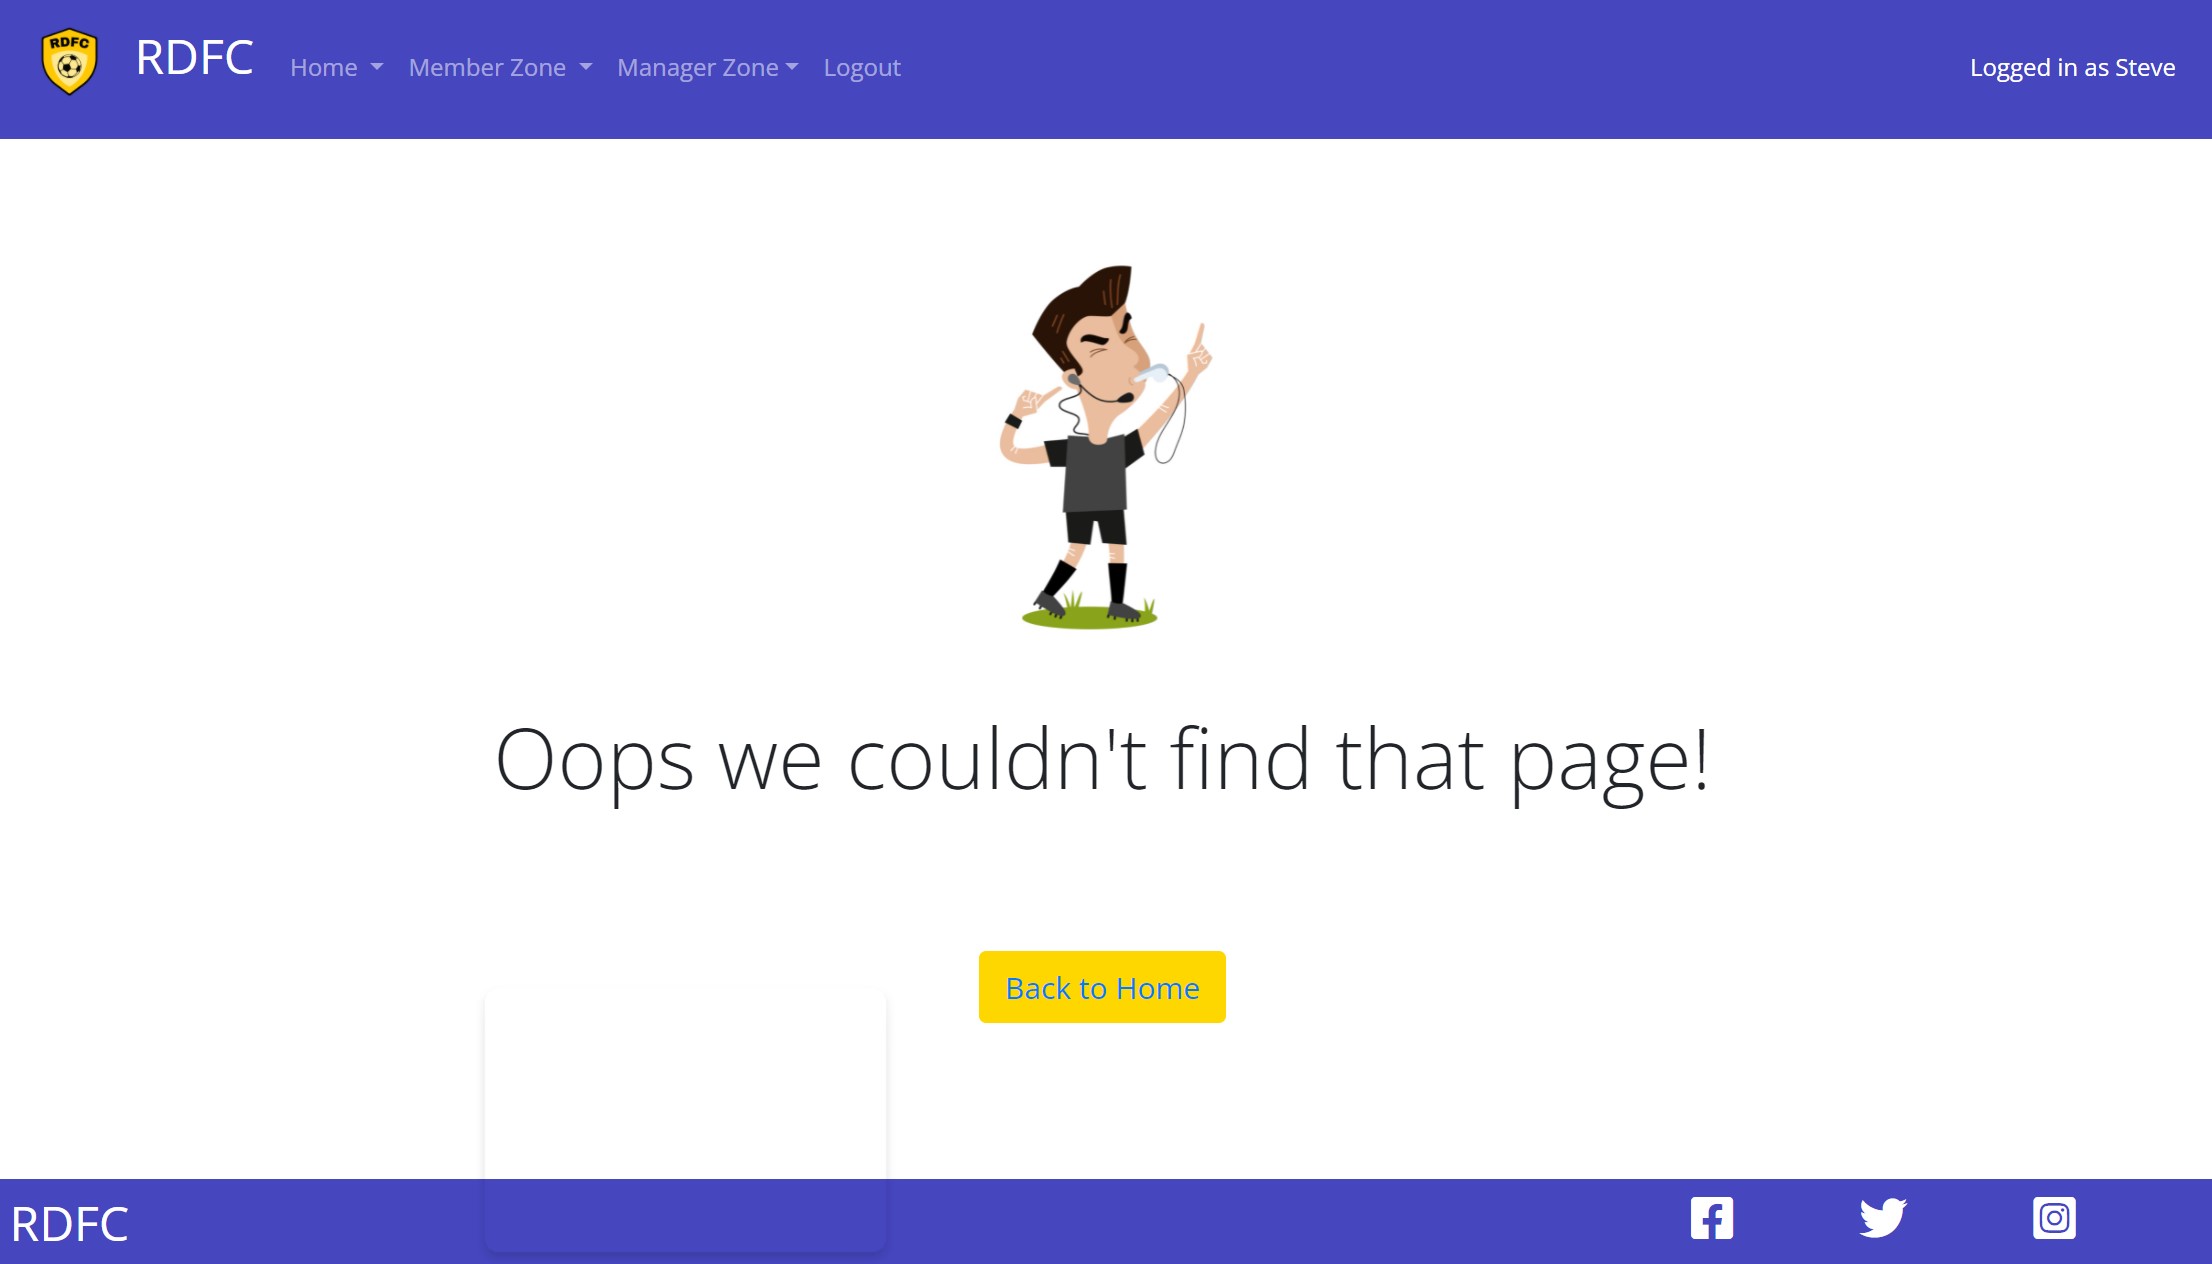 RDFC
RDFC
Home
Member Zone
Manager Zone
Logout
Logged in as Steve
Oops we couldn't find that page!
Back to Home
RDFC